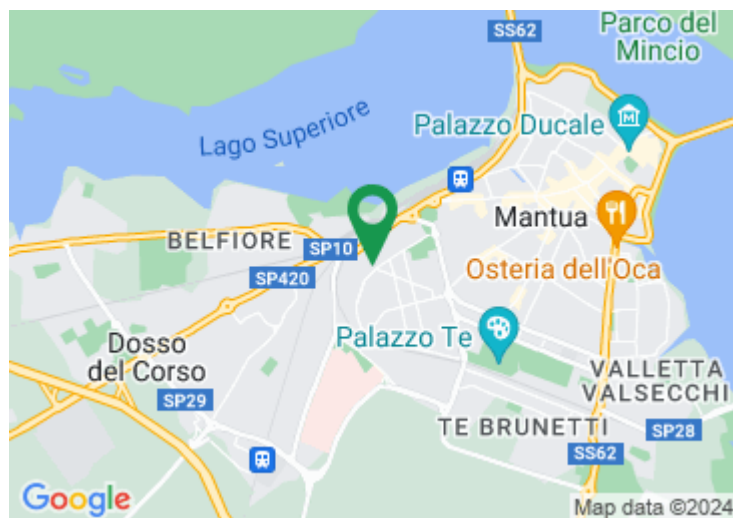 Parco del
Mincio
SS62
Lago Superiore
Palazzo Ducale
Mantua
BELFIORE
SP10
SP420
Osteria dell'Oca
Palazzo Te
Dosso
del Corso
SP29
VALLETTA
VALSECCHI
TE BRUNETTI
SP28
SS62
Google
Map data ©2024